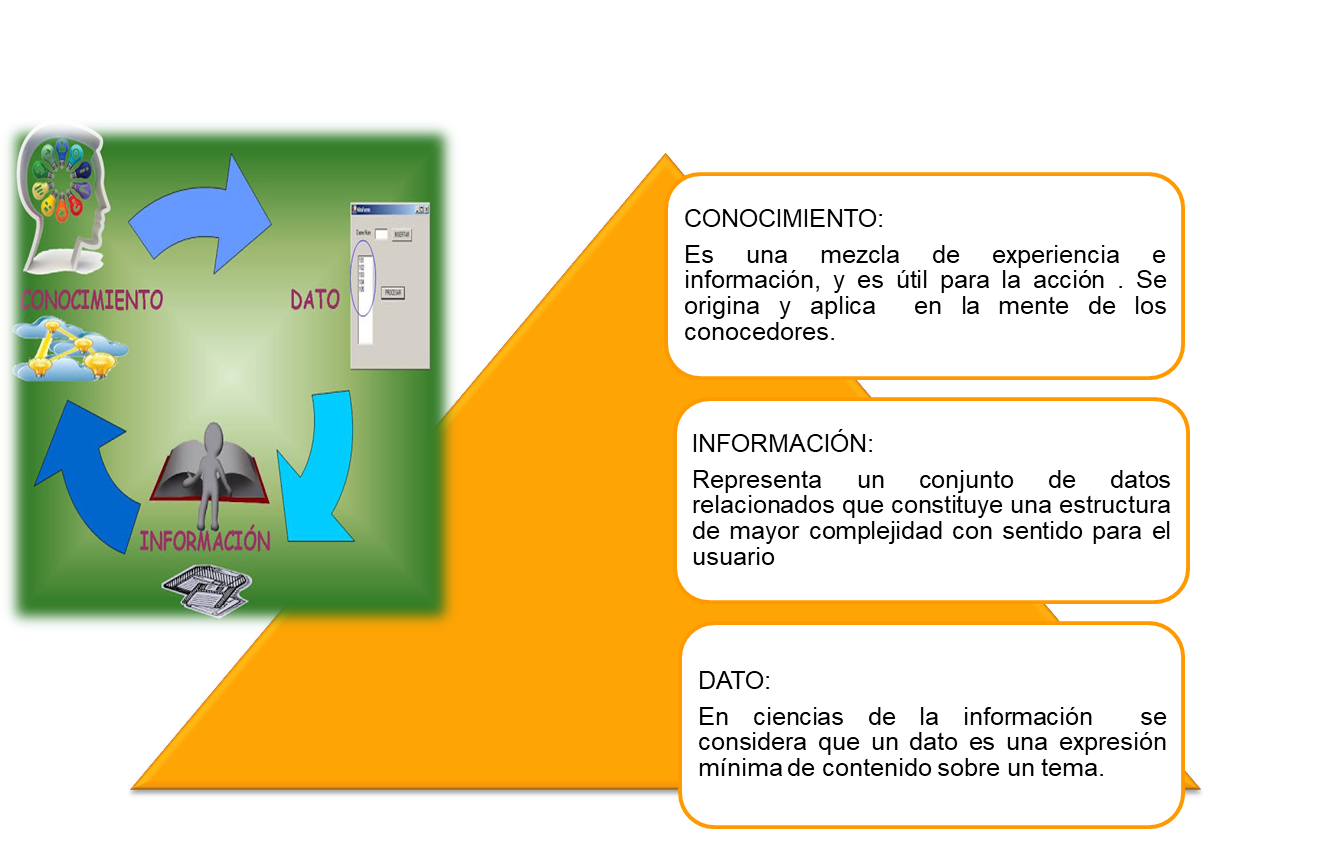 CONOCIMIENTO
DATO
INSERTAR
PROCESAR
INFORMACIÓN
CONOCIMIENTO:
Es una mezcla de experiencia e
información, y es útil para la acción . Se
origina y aplica en la mente de los
conocedores.
INFORMACIÓN:
Representa un conjunto de datos
relacionados que constituye una estructura
de mayor complejidad con sentido para el
usuario
DATO:
En ciencias de la información se
considera que un dato es una expresión
mínima de contenido sobre un tema.